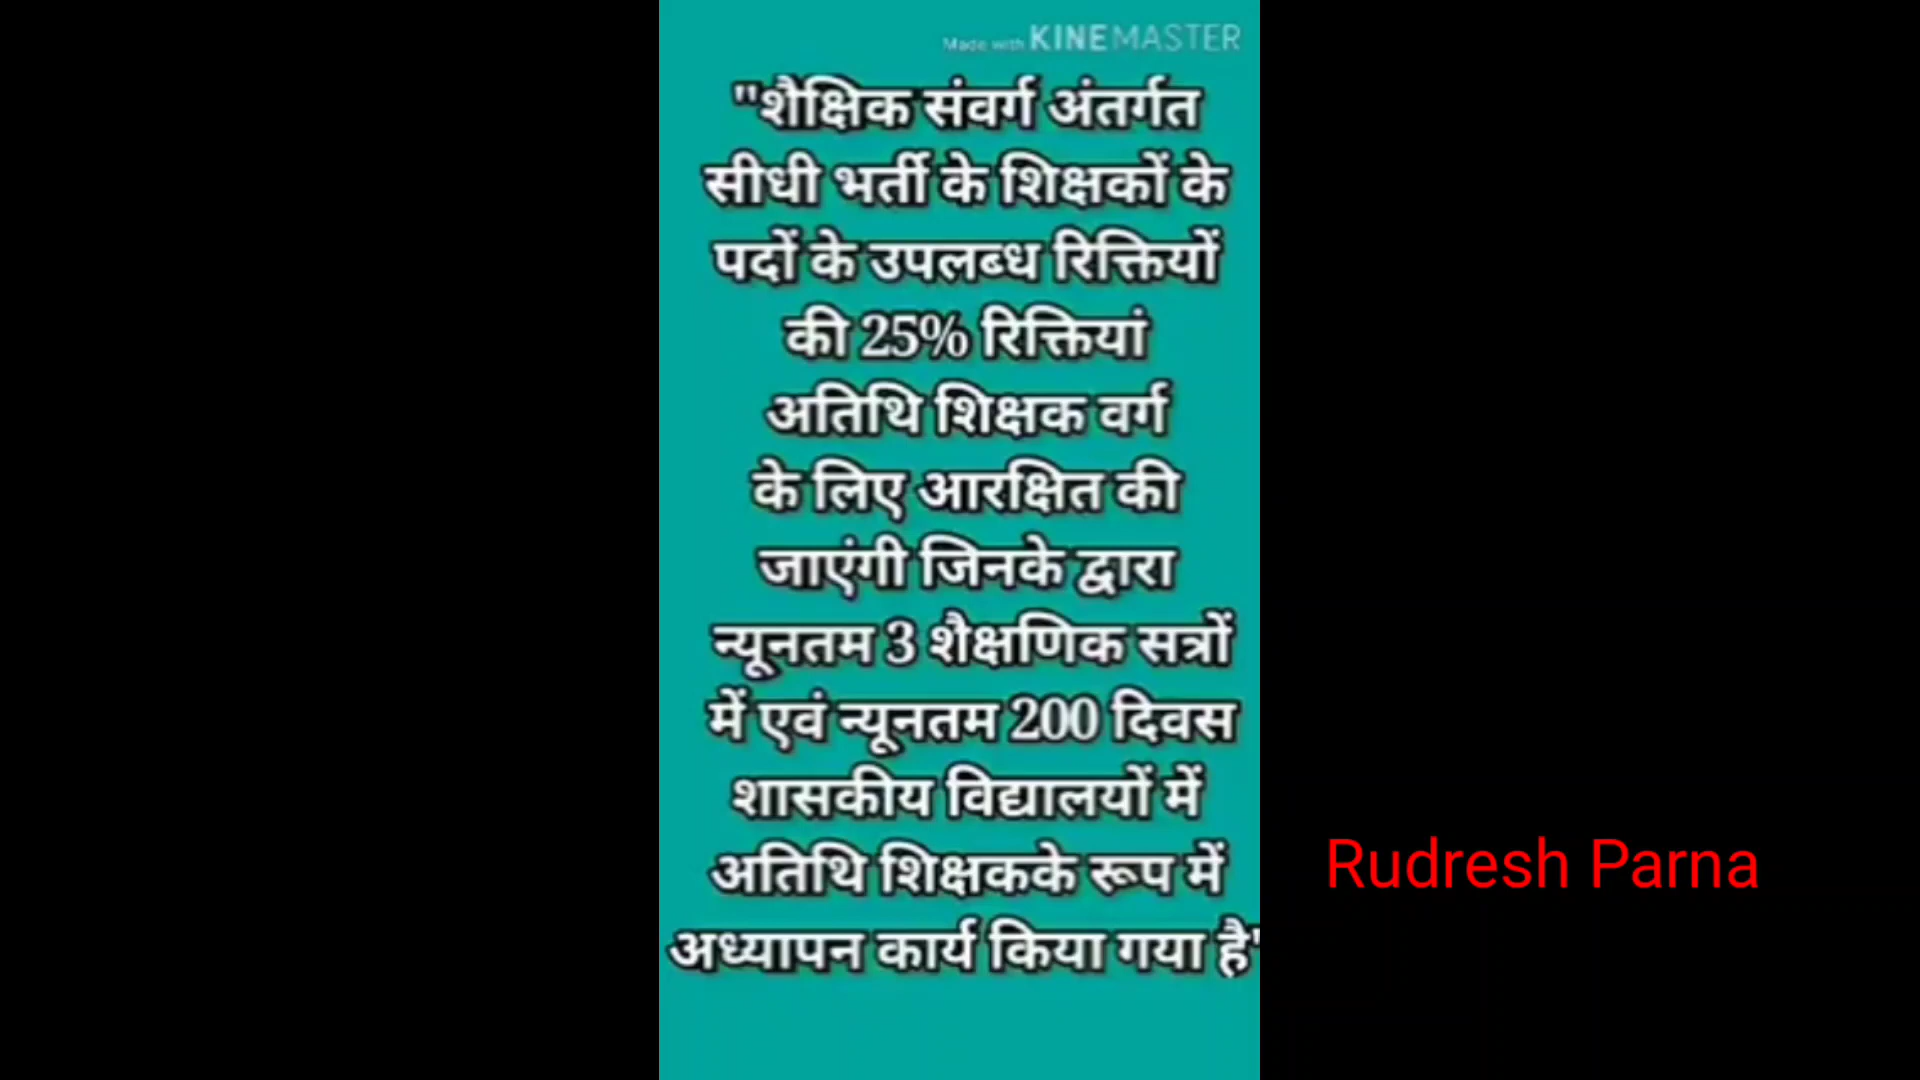 Made with KINEMASTER
"शैक्षिक संवर्ग अंतर्गत
सीधी भर्ती के शिक्षकों के
पदों के उपलब्ध रिक्तियों
की 25% रिक्तियां
अतिथि शिक्षक वर्ग
के लिए आरक्षित की
जाएंगी जिनके द्वारा
न्यूनतम 3 शैक्षणिक सत्रों
में एवं न्यूनतम 200 दिवस
शासकीय विद्यालयों में
अतिथि शिक्षकके रूप में
अध्यापन कार्य किया गया है"
Rudresh Parna